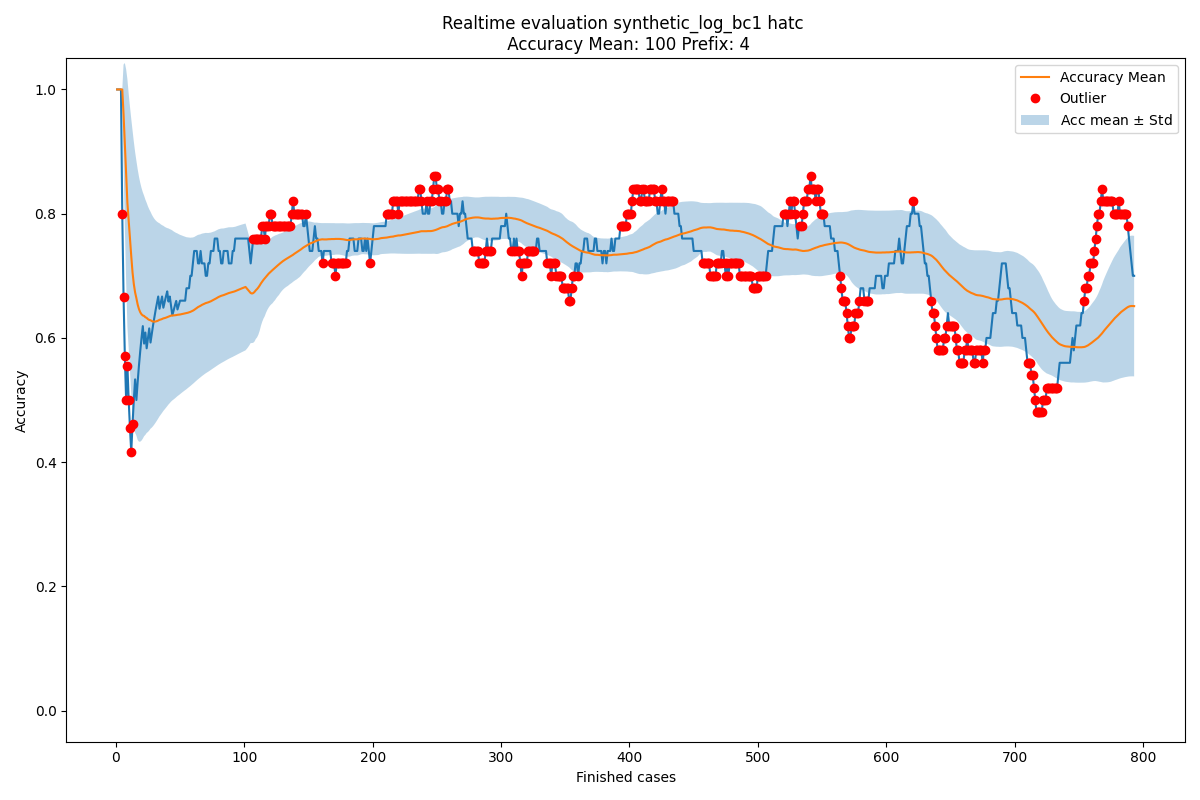 Realtime evaluation synthetic_log_bc1 hatc
Accuracy Mean: 100 Prefix: 4
Accuracy Mean
Outlier
Acc mean ± Std
1.0
0.8
0.6
0.4
0.2
0.0
Accuracy
0 100 200 300 400 500 600 700 800
Finished cases